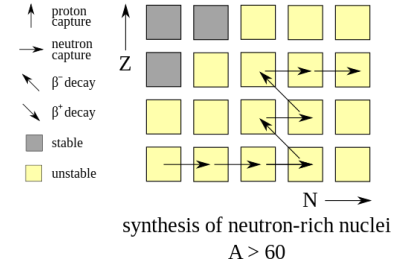 proton
capture
neutron
capture
β⁻ decay
β⁺ decay
stable
unstable
Z
N
synthesis of neutron-rich nuclei
A > 60